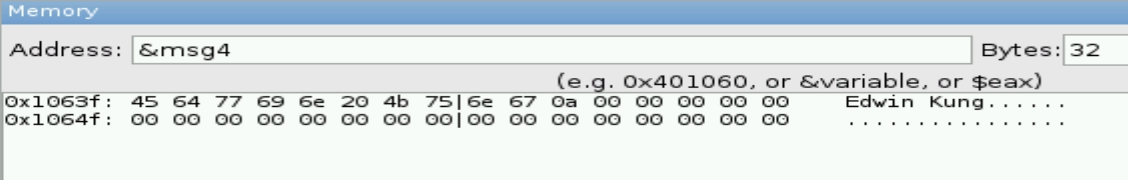 Memory
Address: &msg4 Bytes: 32
(e.g. 0x401060, or &variable, or $eax)
0x1063f: 45 64 77 69 6e 20 4b 75|6e 67 0a 00 00 00 00 00 Edwin Kung......
0x1064f: 00 00 00 00 00 00 00 00|00 00 00 00 00 00 00 00 ................